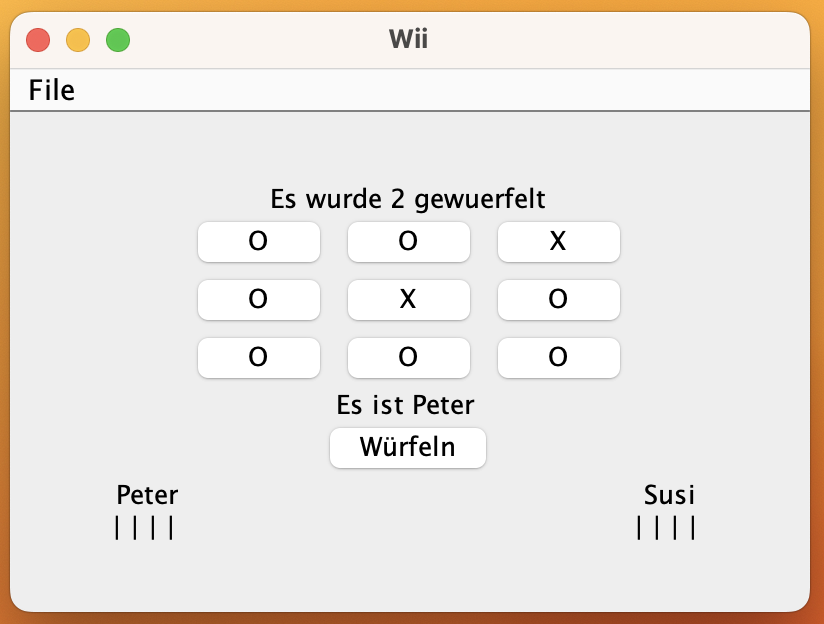 Wii
File
Es wurde 2 gewuerfelt
O O X
O X O
O O O
Es ist Peter
Würfeln
Peter Susi
| | | | | | | |